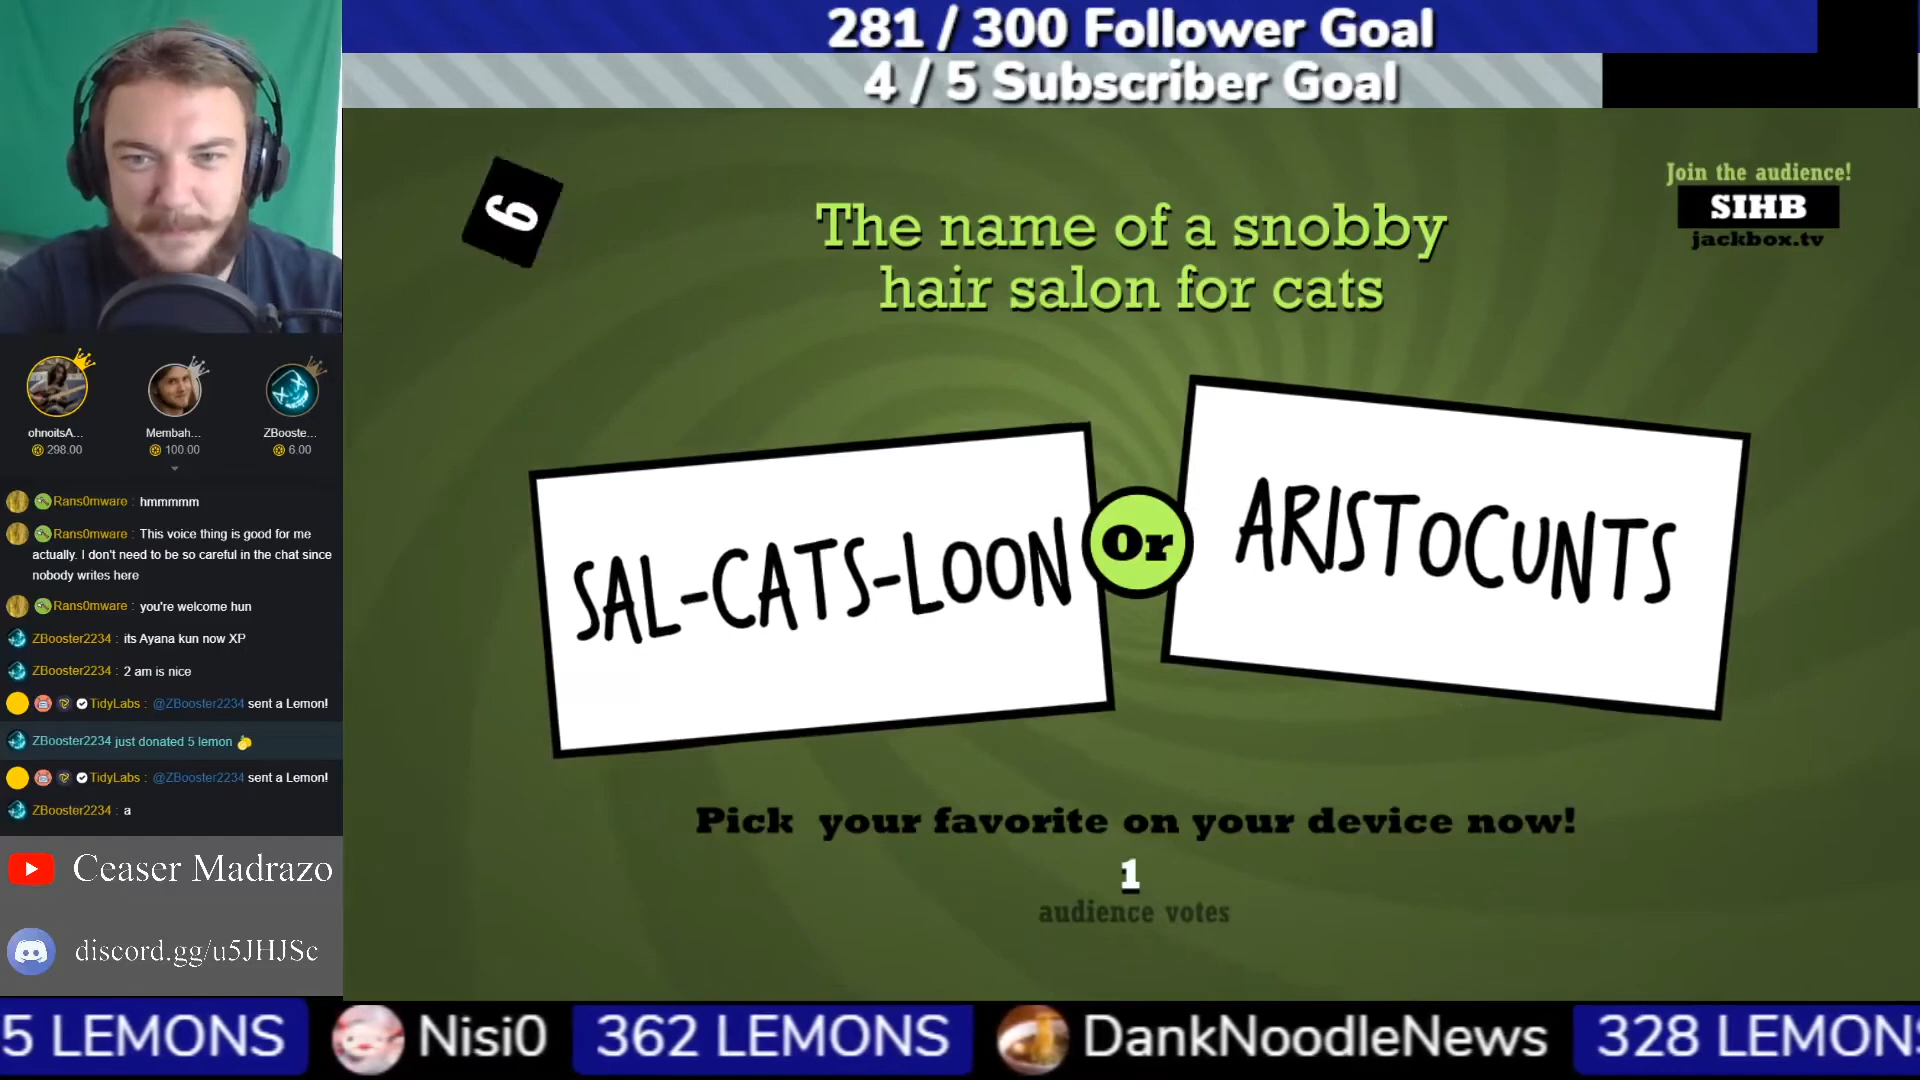 281 / 300 Follower Goal
4 / 5 Subscriber Goal
6
The name of a snobby
hair salon for cats
Join the audience!
SIHB
jackbox.tv
SAL-CATS-LOON
Or
ARISTOCUNTS
Pick your favorite on your device now!
1
audience votes
ohnoitsA...
298.00
Membah...
100.00
ZBooste...
6.00
Rans0mware : hmmmmm
Rans0mware : This voice thing is good for me
actually. I don't need to be so careful in the chat since
nobody writes here
Rans0mware : you're welcome hun
ZBooster2234 : its Ayana kun now XP
ZBooster2234 : 2 am is nice
TidyLabs : @ZBooster2234 sent a Lemon!
ZBooster2234 just donated 5 lemon 🍋
TidyLabs : @ZBooster2234 sent a Lemon!
ZBooster2234 : a
Ceaser Madrazo
discord.gg/u5JHJSc
5 LEMONS Nisi0 362 LEMONS DankNoodleNews 328 LEMONS